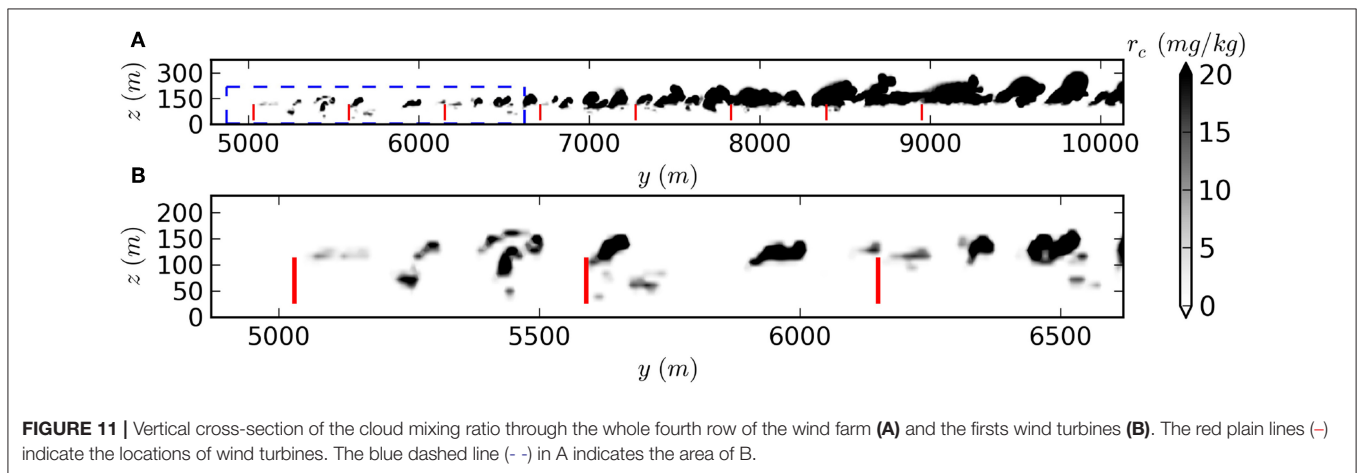 A
r_c (mg/kg)
z (m)
300
150
0
5000 6000 7000 8000 9000 10000
y (m)
B
z (m)
200
150
100
50
0
5000 5500 6000 6500
y (m)
20
15
10
5
0
FIGURE 11 | Vertical cross-section of the cloud mixing ratio through the whole fourth row of the wind farm (A) and the firsts wind turbines (B). The red plain lines (–)
indicate the locations of wind turbines. The blue dashed line (- -) in A indicates the area of B.